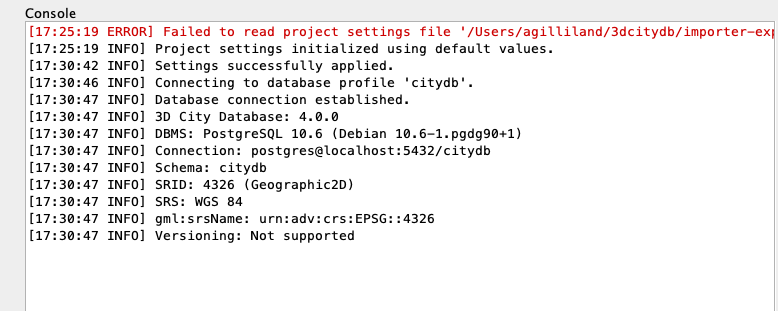 Console
[17:25:19 ERROR] Failed to read project settings file '/Users/agilliland/3dcitydb/importer-exp
[17:25:19 INFO] Project settings initialized using default values.
[17:30:42 INFO] Settings successfully applied.
[17:30:46 INFO] Connecting to database profile 'citydb'.
[17:30:47 INFO] Database connection established.
[17:30:47 INFO] 3D City Database: 4.0.0
[17:30:47 INFO] DBMS: PostgreSQL 10.6 (Debian 10.6-1.pgdg90+1)
[17:30:47 INFO] Connection: postgres@localhost:5432/citydb
[17:30:47 INFO] Schema: citydb
[17:30:47 INFO] SRID: 4326 (Geographic2D)
[17:30:47 INFO] SRS: WGS 84
[17:30:47 INFO] gml:srsName: urn:adv:crs:EPSG::4326
[17:30:47 INFO] Versioning: Not supported